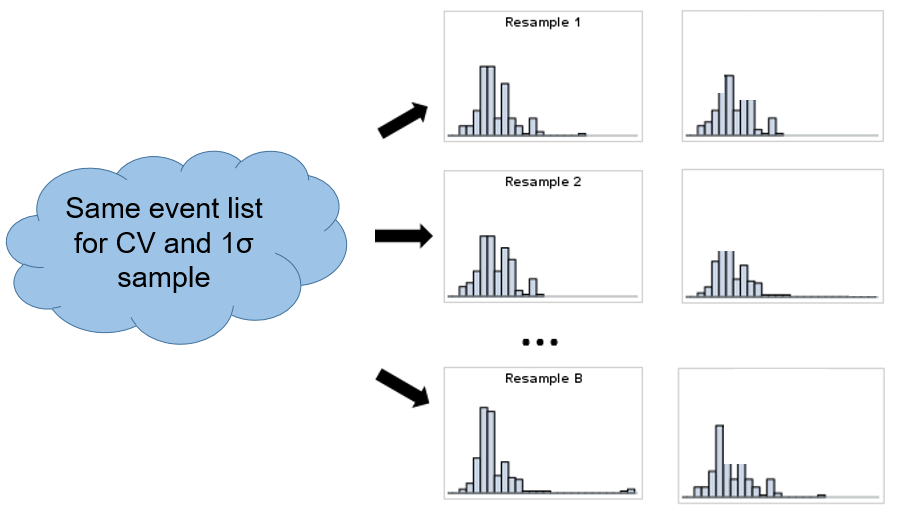 Same event list
for CV and 1σ
sample
Resample 1
Resample 2
...
Resample B